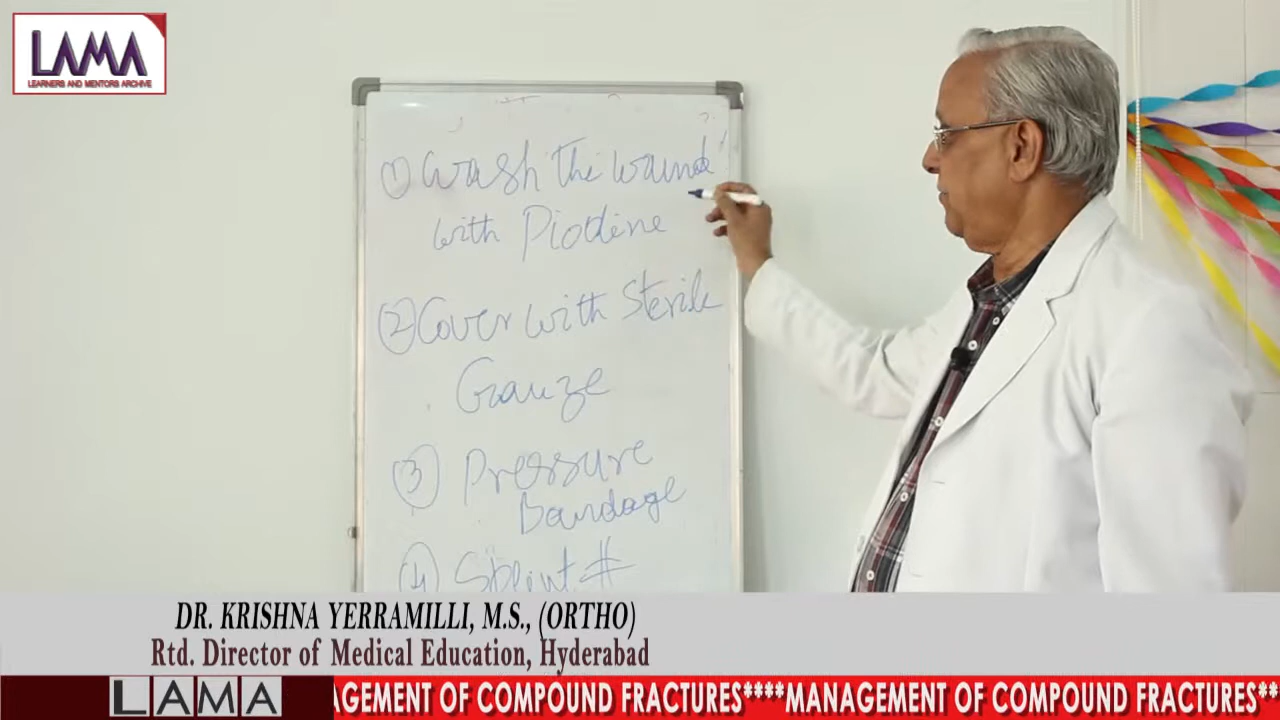 LAMA
LEARNERS AND MENTORS ARCHIVE
① Wash the wound
with Piodine
② Cover with Sterile
Gauze
③ Pressure
Bandage
④ Splint #
DR. KRISHNA YERRAMILLI, M.S., (ORTHO)
Rtd. Director of Medical Education, Hyderabad
LAMA
AGEMENT OF COMPOUND FRACTURES****MANAGEMENT OF COMPOUND FRACTURES**